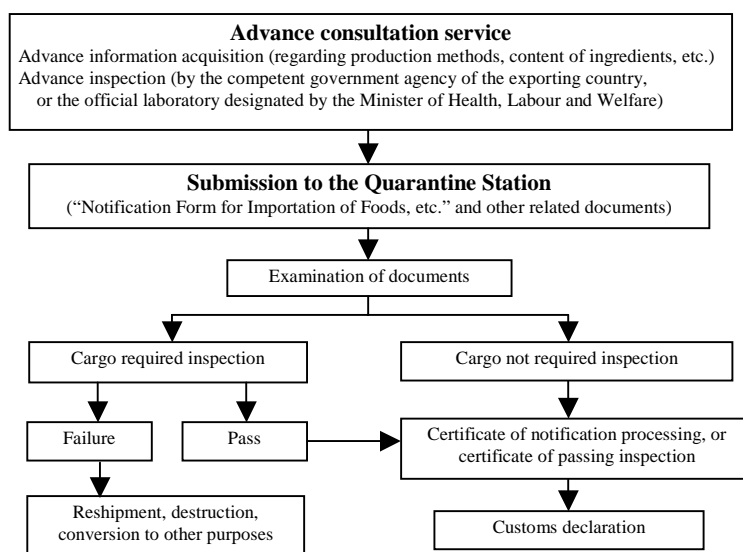 Advance consultation service
Advance information acquisition (regarding production methods, content of ingredients, etc.)
Advance inspection (by the competent government agency of the exporting country,
or the official laboratory designated by the Minister of Health, Labour and Welfare)
Submission to the Quarantine Station
(“Notification Form for Importation of Foods, etc.” and other related documents)
Examination of documents
Cargo required inspection
Cargo not required inspection
Failure
Pass
Certificate of notification processing, or
certificate of passing inspection
Reshipment, destruction,
conversion to other purposes
Customs declaration